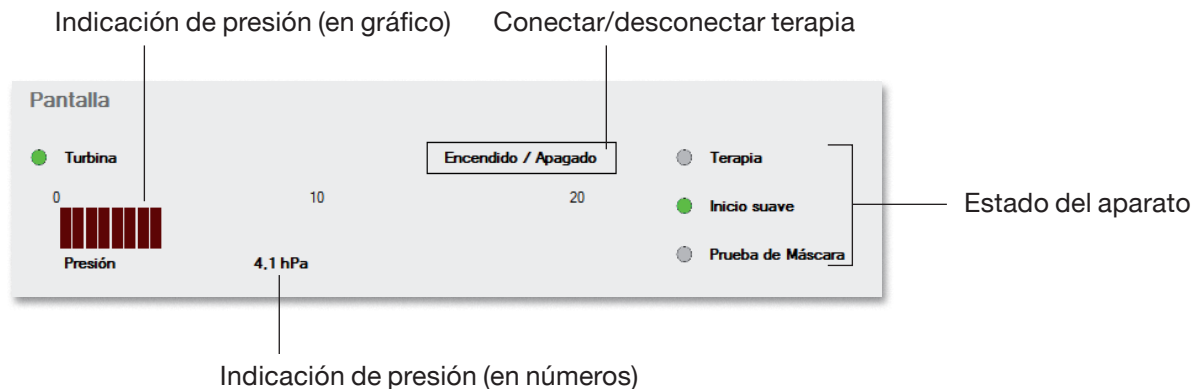 Indicación de presión (en gráfico) Conectar/desconectar terapia
Pantalla
Turbina Encendido / Apagado Terapia
0 10 20
Inicio suave
Estado del aparato
Presión 4,1 hPa Prueba de Máscara
Indicación de presión (en números)